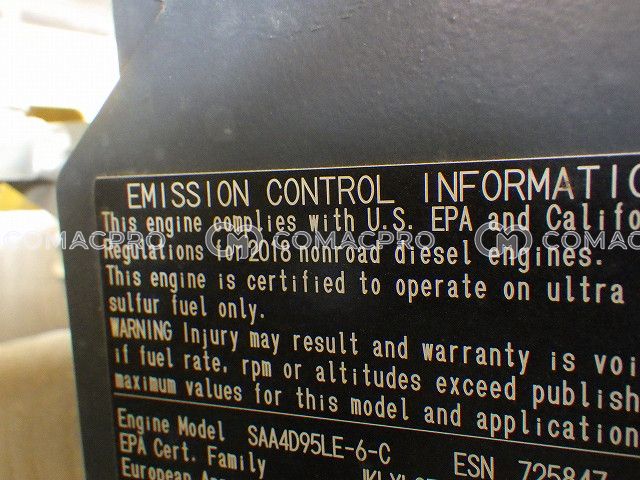 EMISSION CONTROL INFORMATIO
This engine complies with U.S. EPA and Califo
COMACPRO COMACPRO COMAC
Regulations for 2018 nonroad diesel engines.
This engine is certified to operate on ultra
sulfur fuel only.
WARNING Injury may result and warranty is voi
if fuel rate, rpm or altitudes exceed publish
maximum values for this model and application
Engine Model SAA4D95LE-6-C ESN 725847
EPA Cert. Family
European